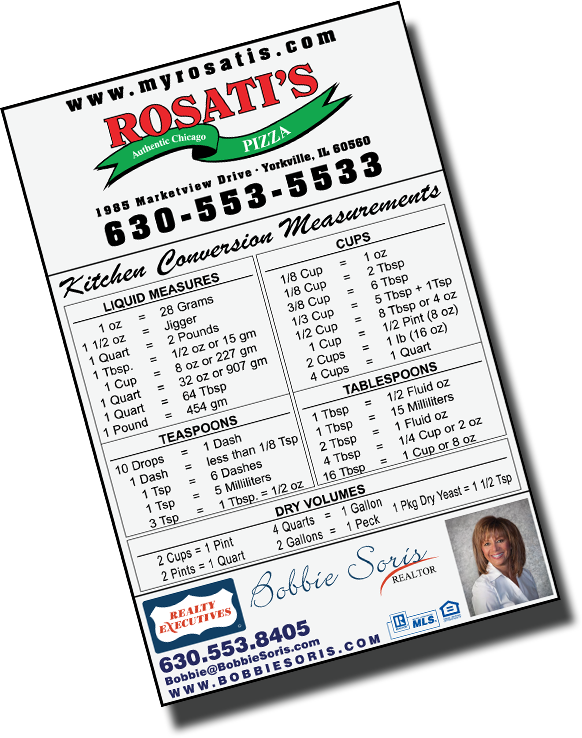 www.myrosatis.com
ROSATI'S
Authentic Chicago PIZZA
1985 Marketview Drive • Yorkville, IL 60560
630-553-5533
Kitchen Conversion Measurements
LIQUID MEASURES
1 oz = 28 Grams
1 1/2 oz = Jigger
1 Quart = 2 Pounds
1 Tbsp. = 1/2 oz or 15 gm
1 Cup = 8 oz or 227 gm
1 Quart = 32 oz or 907 gm
1 Quart = 64 Tbsp
1 Pound = 454 gm
TEASPOONS
10 Drops = 1 Dash
1 Dash = less than 1/8 Tsp
1 Tsp = 6 Dashes
1 Tsp = 5 Milliliters
3 Tsp = 1 Tbsp. = 1/2 oz
CUPS
1/8 Cup = 1 oz
1/8 Cup = 2 Tbsp
3/8 Cup = 6 Tbsp
1/3 Cup = 5 Tbsp + 1Tsp
1/2 Cup = 8 Tbsp or 4 oz
1 Cup = 1/2 Pint (8 oz)
2 Cups = 1 lb (16 oz)
4 Cups = 1 Quart
TABLESPOONS
1 Tbsp = 1/2 Fluid oz
1 Tbsp = 15 Milliliters
2 Tbsp = 1 Fluid oz
4 Tbsp = 1/4 Cup or 2 oz
16 Tbsp = 1 Cup or 8 oz
DRY VOLUMES
2 Cups = 1 Pint 4 Quarts = 1 Gallon 1 Pkg Dry Yeast = 1 1/2 Tsp
2 Pints = 1 Quart 2 Gallons = 1 Peck
REALTY
EXECUTIVES
Bobbie Soris
REALTOR
630.553.8405
Bobbie@BobbieSoris.com
WWW.BOBBIESORIS.COM
R MLS